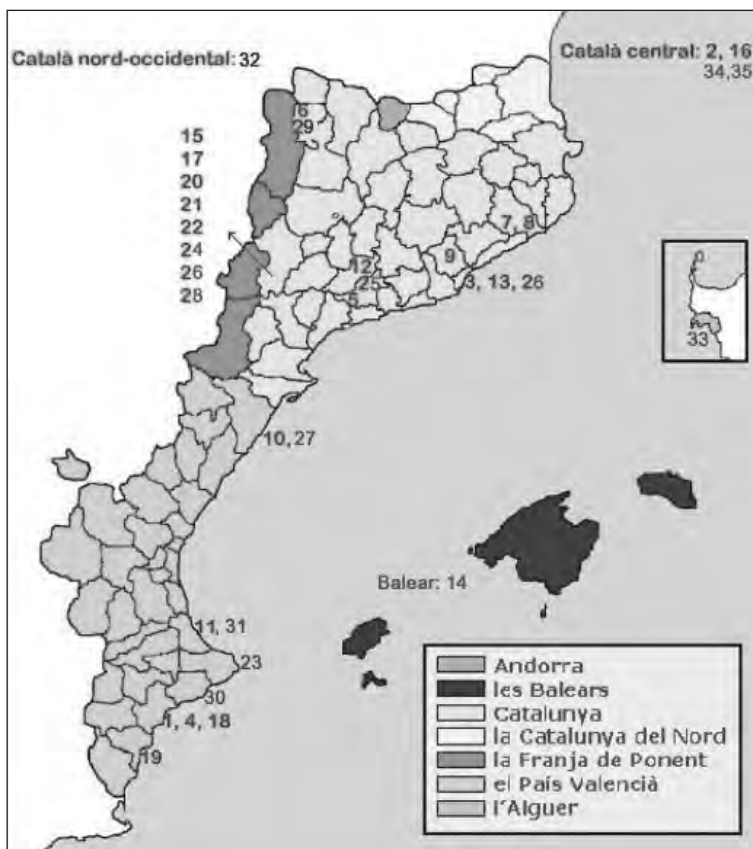 Català nord-occidental: 32
Català central: 2, 16
34,35
6
29
15
17
20
21
22
24
26
28
7, 8
9
12
25
5
3, 13, 26
33
10, 27
Balear: 14
11, 31
23
30
1, 4, 18
19
Andorra
les Balears
Catalunya
la Catalunya del Nord
la Franja de Ponent
el País Valencià
l'Alguer